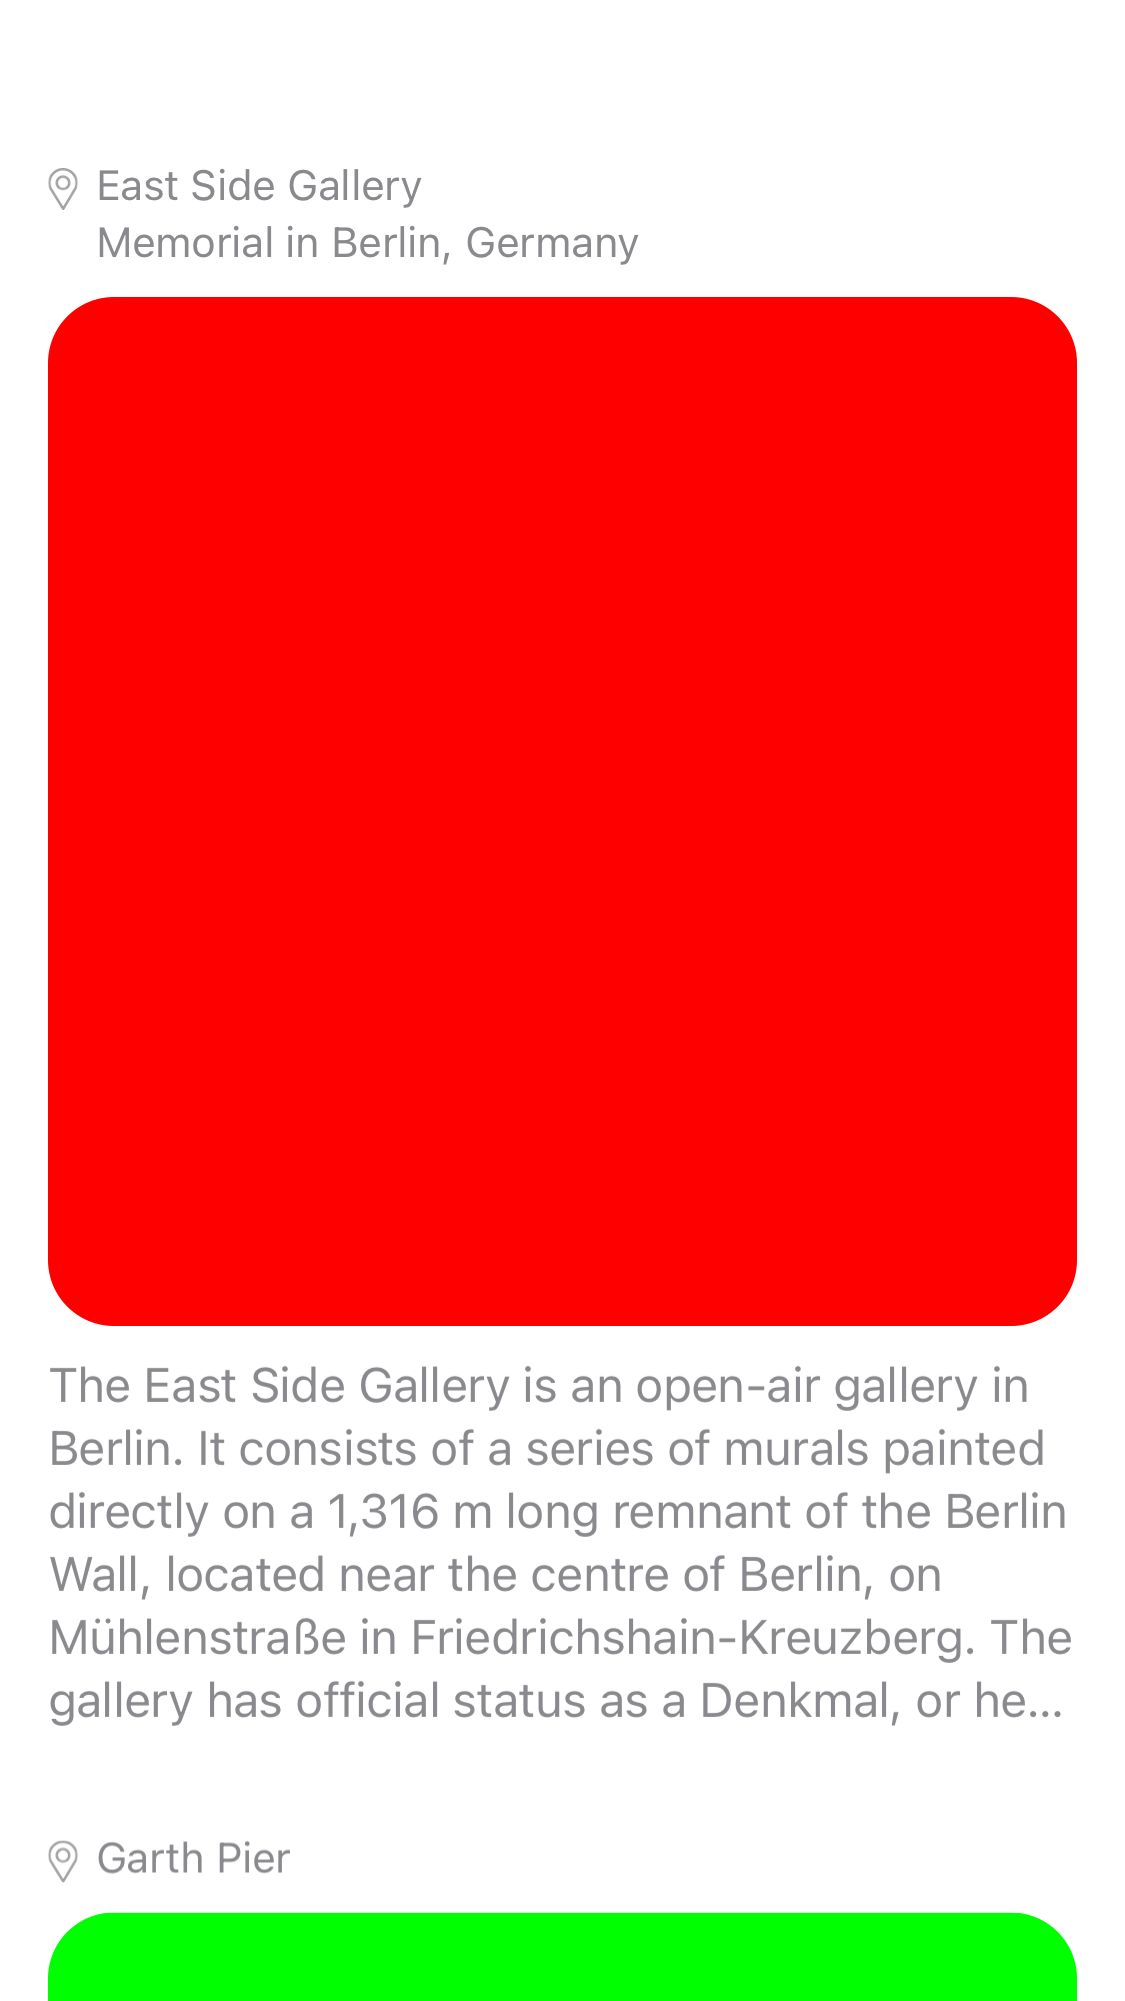 East Side Gallery
Memorial in Berlin, Germany
The East Side Gallery is an open-air gallery in
Berlin. It consists of a series of murals painted
directly on a 1,316 m long remnant of the Berlin
Wall, located near the centre of Berlin, on
Mühlenstraße in Friedrichshain-Kreuzberg. The
gallery has official status as a Denkmal, or he...
Garth Pier